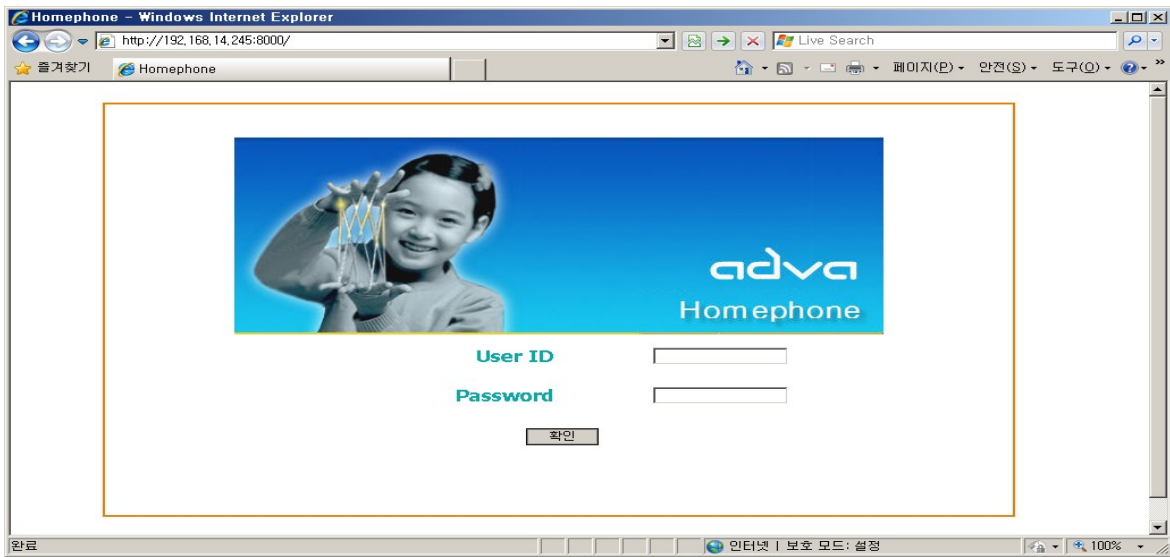 Homephone - Windows Internet Explorer
http://192,168,14,245:8000/
Live Search
즐겨찾기
Homephone
페이지(P)
안전(S)
도구(O)
adva
Homephone
User ID
Password
확인
완료
인터넷 | 보호 모드: 설정
100%